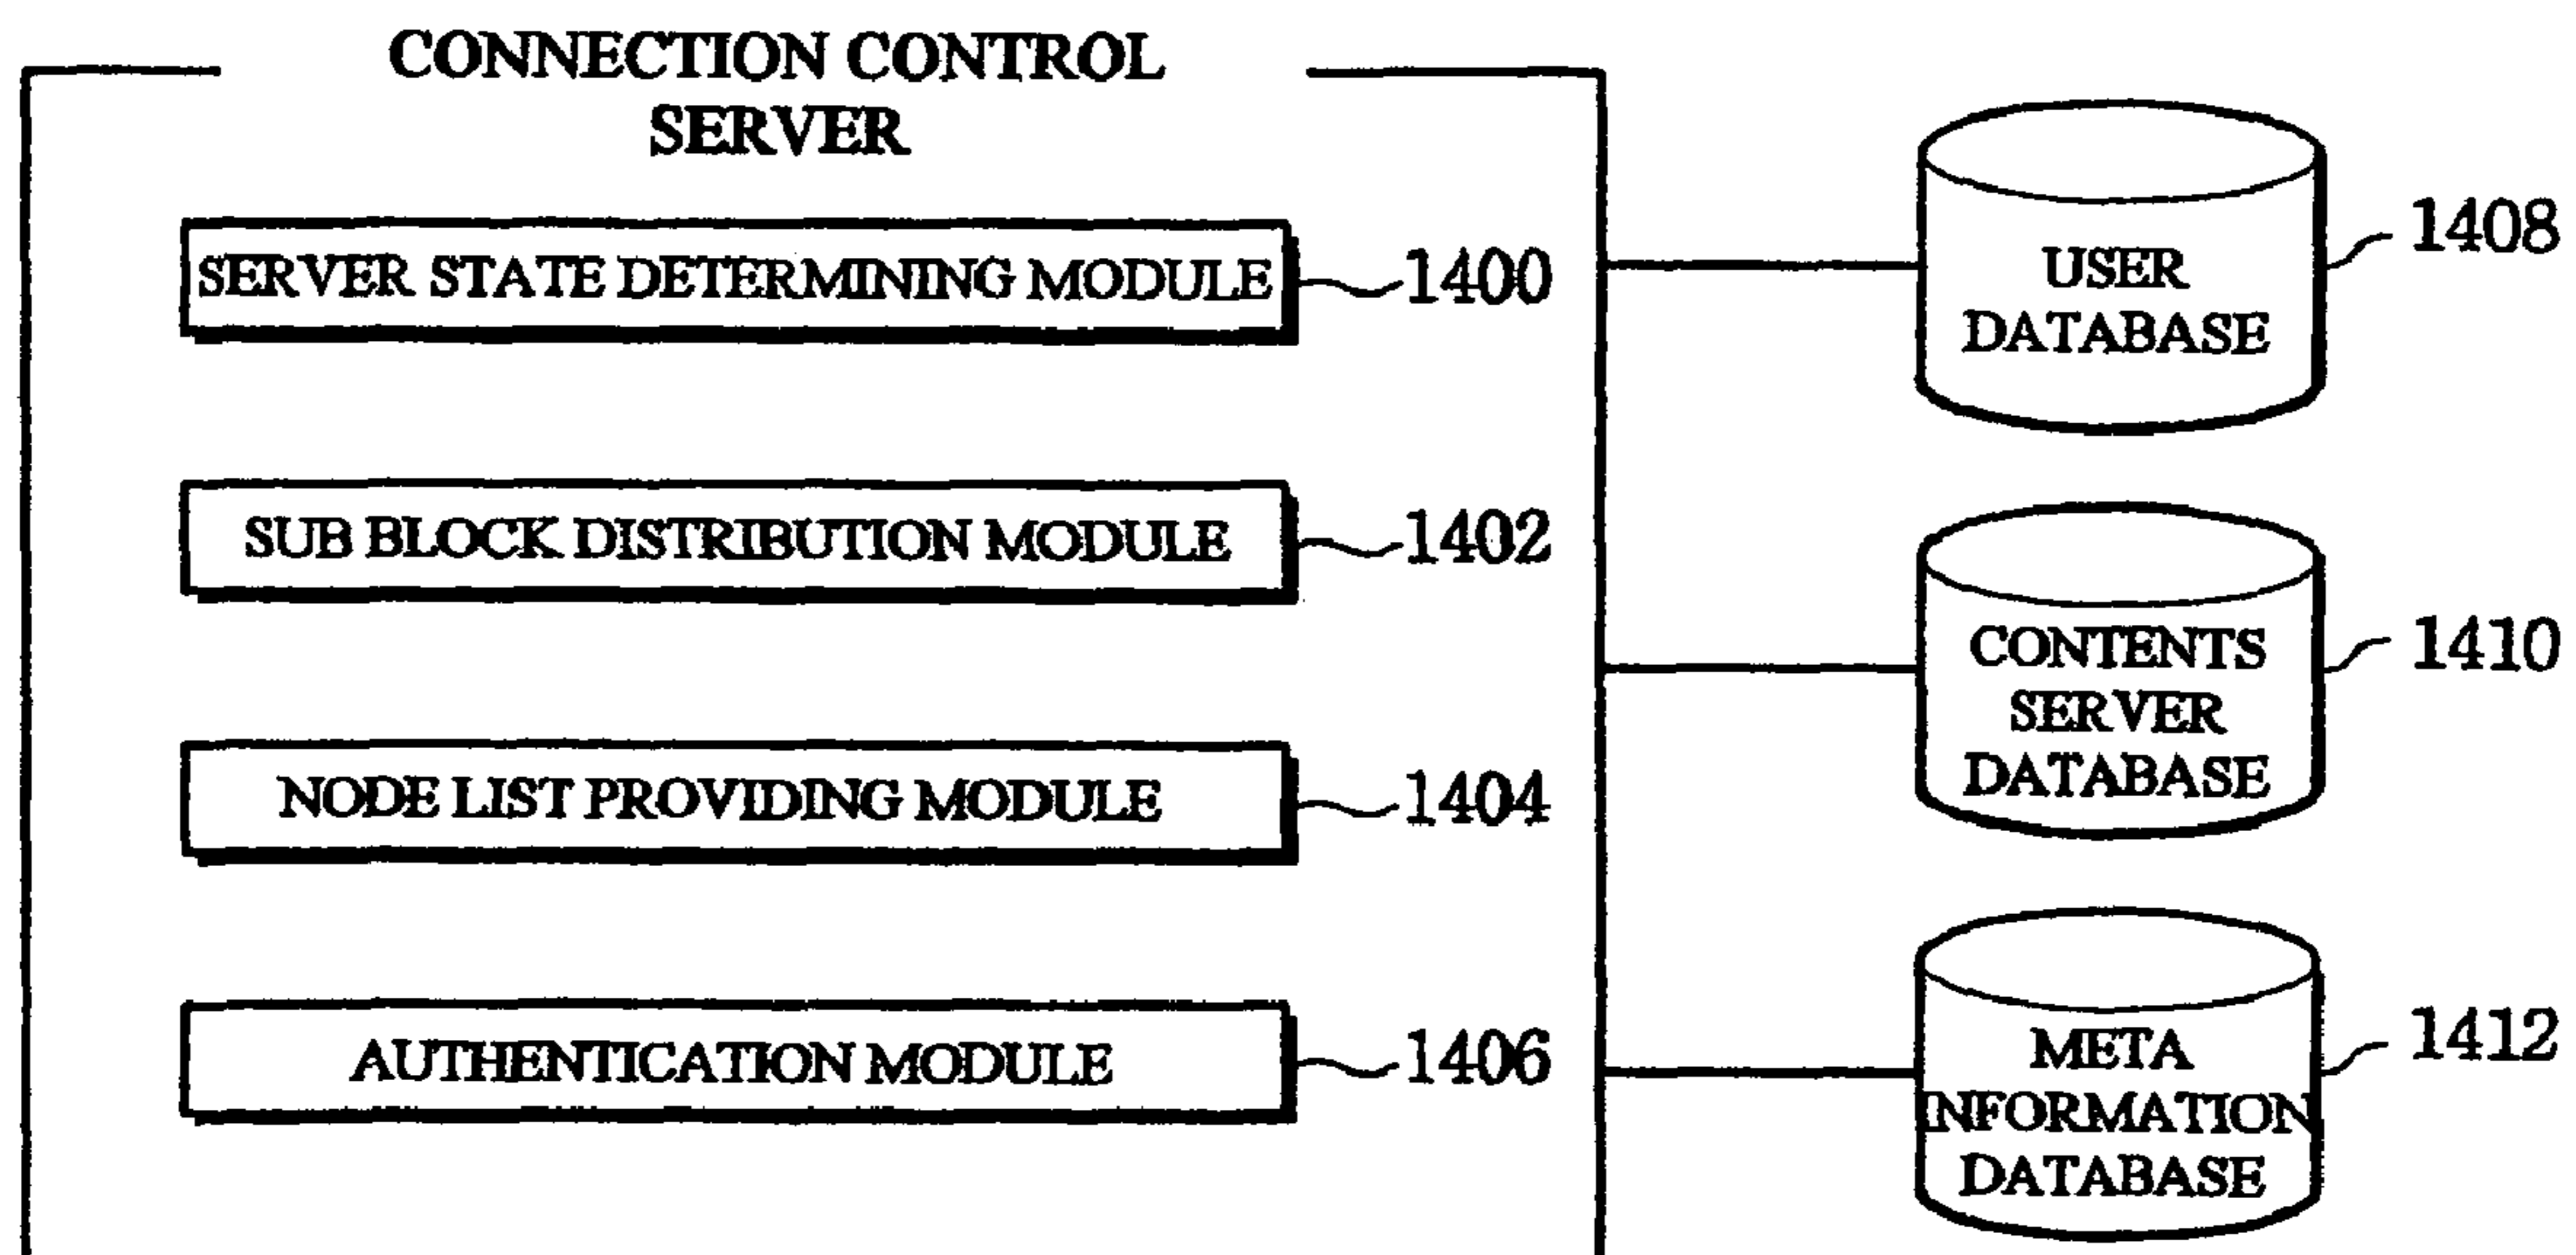 CONNECTION CONTROL
SERVER
SERVER STATE DETERMINING MODULE
1400
SUB BLOCK DISTRIBUTION MODULE
1402
NODE LIST PROVIDING MODULE
1404
AUTHENTICATION MODULE
1406
USER
DATABASE
1408
CONTENTS
SERVER
DATABASE
1410
META
INFORMATION
DATABASE
1412